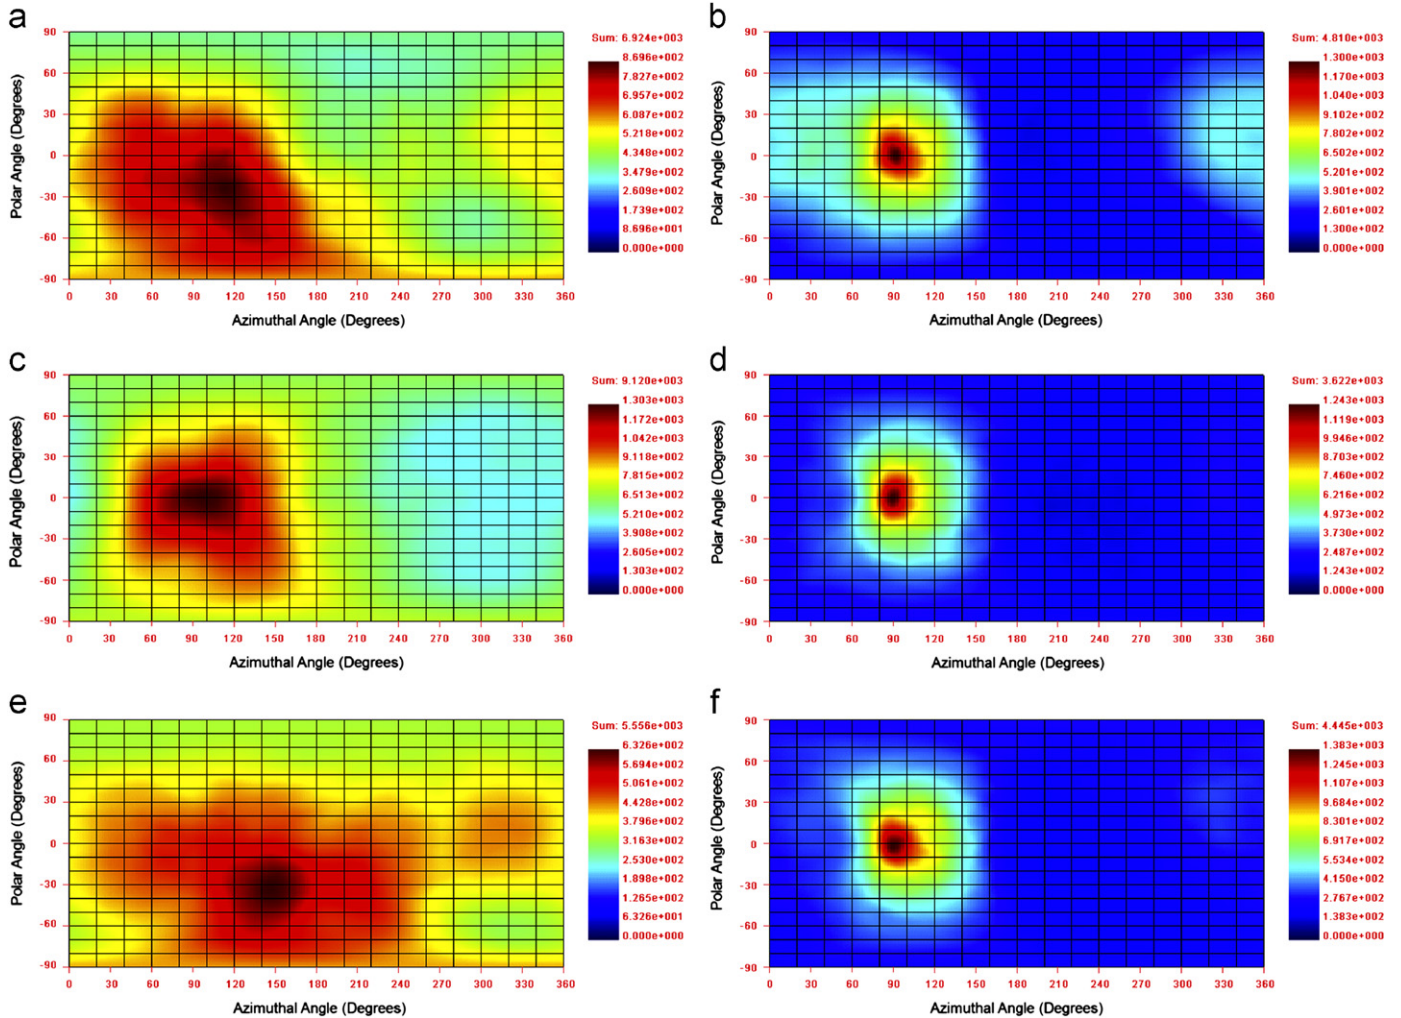 a
90
60
30
0
-30
-60
-90
Polar Angle (Degrees)
0 30 60 90 120 150 180 210 240 270 300 330 360
Azimuthal Angle (Degrees)
Sum: 6.924e+003
8.696e+002
7.827e+002
6.957e+002
6.087e+002
5.218e+002
4.348e+002
3.479e+002
2.609e+002
1.739e+002
8.696e+001
0.000e+000
b
90
60
30
0
-30
-60
-90
Polar Angle (Degrees)
0 30 60 90 120 150 180 210 240 270 300 330 360
Azimuthal Angle (Degrees)
Sum: 4.810e+003
1.300e+003
1.170e+003
1.040e+003
9.102e+002
7.802e+002
6.502e+002
5.201e+002
3.901e+002
2.601e+002
1.300e+002
0.000e+000
c
90
60
30
0
-30
-60
-90
Polar Angle (Degrees)
0 30 60 90 120 150 180 210 240 270 300 330 360
Azimuthal Angle (Degrees)
Sum: 9.120e+003
1.303e+003
1.172e+003
1.042e+003
9.118e+002
7.815e+002
6.513e+002
5.210e+002
3.908e+002
2.605e+002
1.303e+002
0.000e+000
d
90
60
30
0
-30
-60
-90
Polar Angle (Degrees)
0 30 60 90 120 150 180 210 240 270 300 330 360
Azimuthal Angle (Degrees)
Sum: 3.622e+003
1.243e+003
1.119e+003
9.946e+002
8.703e+002
7.460e+002
6.216e+002
4.973e+002
3.730e+002
2.487e+002
1.243e+002
0.000e+000
e
90
60
30
0
-30
-60
-90
Polar Angle (Degrees)
0 30 60 90 120 150 180 210 240 270 300 330 360
Azimuthal Angle (Degrees)
Sum: 5.556e+003
6.326e+002
5.694e+002
5.061e+002
4.428e+002
3.796e+002
3.163e+002
2.530e+002
1.898e+002
1.265e+002
6.326e+001
0.000e+000
f
90
60
30
0
-30
-60
-90
Polar Angle (Degrees)
0 30 60 90 120 150 180 210 240 270 300 330 360
Azimuthal Angle (Degrees)
Sum: 4.445e+003
1.383e+003
1.245e+003
1.107e+003
9.684e+002
8.301e+002
6.917e+002
5.534e+002
4.150e+002
2.767e+002
1.383e+002
0.000e+000